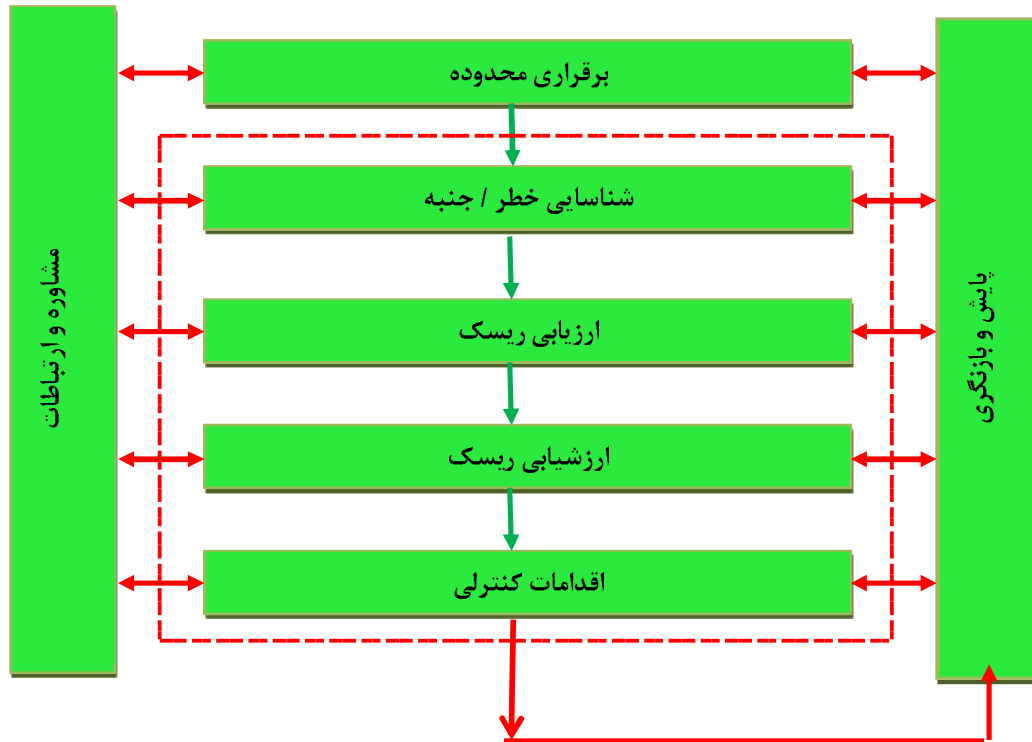 برقراری محدوده
شناسایی خطر / جنبه
ارزیابی ریسک
ارزشیابی ریسک
اقدامات کنترلی
پایش و بازنگری
مشاوره و ارتباطات